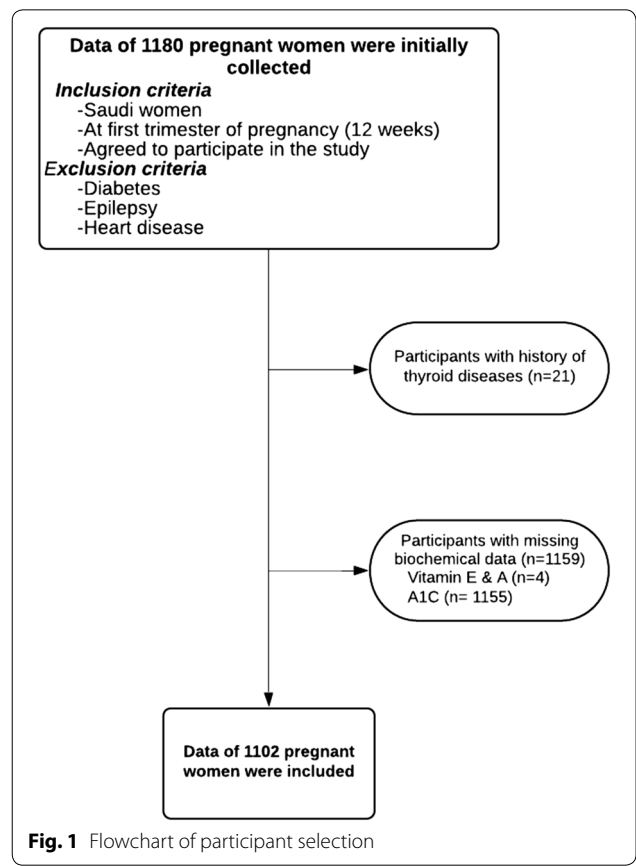 Data of 1180 pregnant women were initially
collected
Inclusion criteria
-Saudi women
-At first trimester of pregnancy (12 weeks)
-Agreed to participate in the study
Exclusion criteria
-Diabetes
-Epilepsy
-Heart disease
Participants with history of
thyroid diseases (n=21)
Participants with missing
biochemical data (n=1159)
Vitamin E & A (n=4)
A1C (n= 1155)
Data of 1102 pregnant
women were included
Fig. 1 Flowchart of participant selection